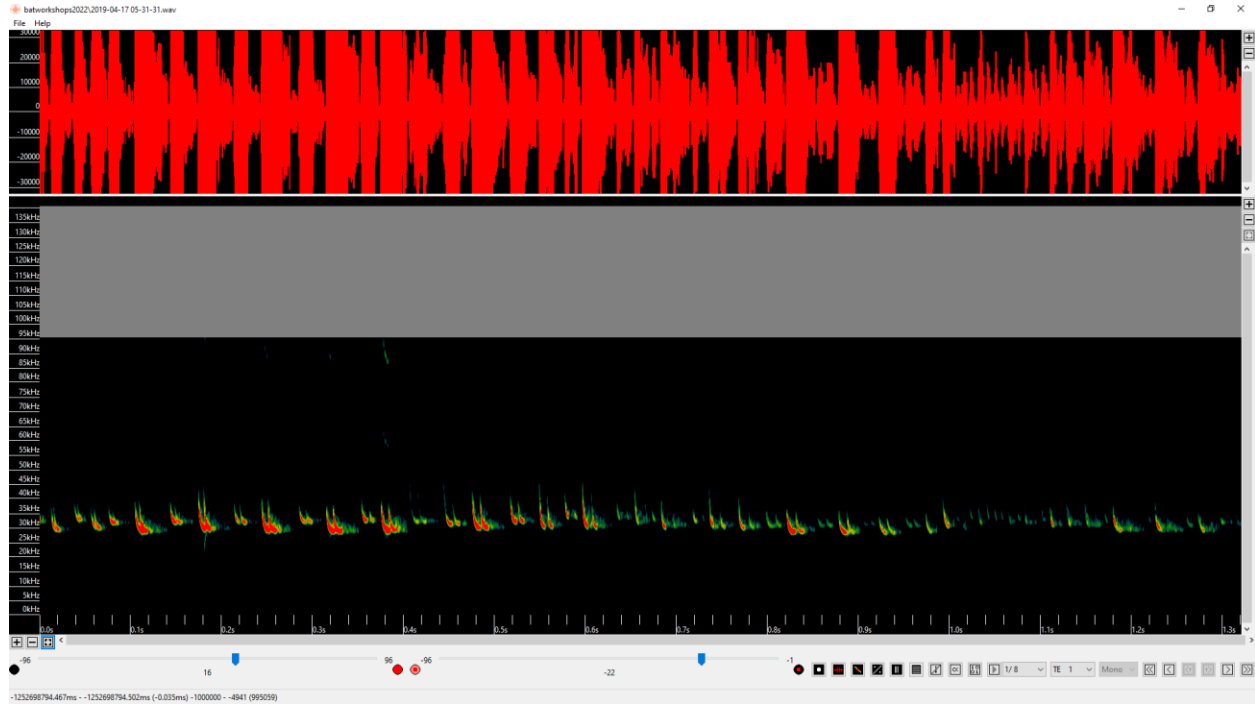 batworkshops2022\2019-04-17 05-31-31.wav
File Help
30000
20000
10000
0
-10000
-20000
-30000
135kHz
130kHz
125kHz
120kHz
115kHz
110kHz
105kHz
100kHz
95kHz
90kHz
85kHz
80kHz
75kHz
70kHz
65kHz
60kHz
55kHz
50kHz
45kHz
40kHz
35kHz
30kHz
25kHz
20kHz
15kHz
10kHz
5kHz
0kHz
0.0s 0.1s 0.2s 0.3s 0.4s 0.5s 0.6s 0.7s 0.8s 0.9s 1.0s 1.1s 1.2s 1.3s
-96 96 -96 -1
16 -22 1/ 8 TE 1 Mono
-1252698794.467ms - -1252698794.502ms (-0.035ms) -1000000 - -4941 (995059)